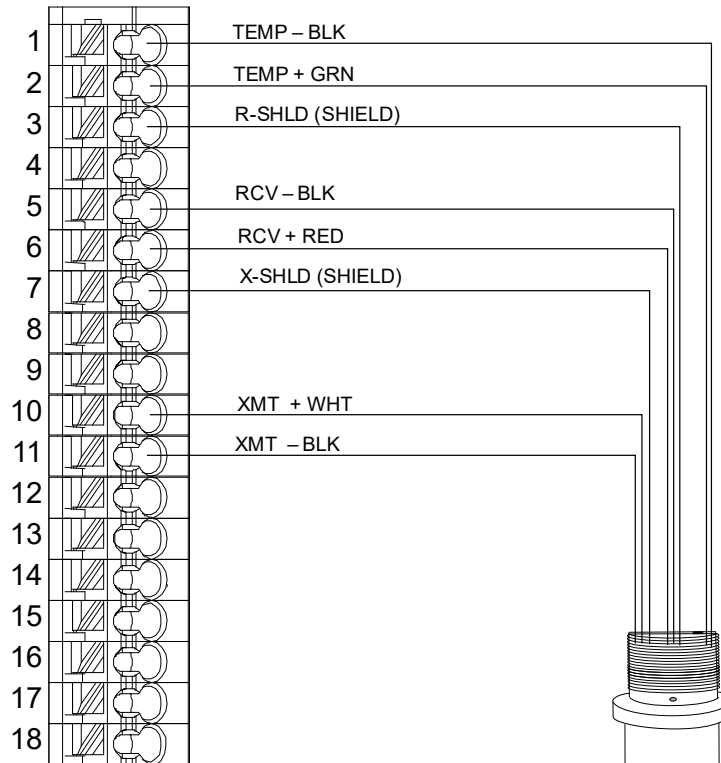 1 TEMP – BLK
2 TEMP + GRN
3 R-SHLD (SHIELD)
4
5 RCV – BLK
6 RCV + RED
7 X-SHLD (SHIELD)
8
9
10 XMT + WHT
11 XMT – BLK
12
13
14
15
16
17
18